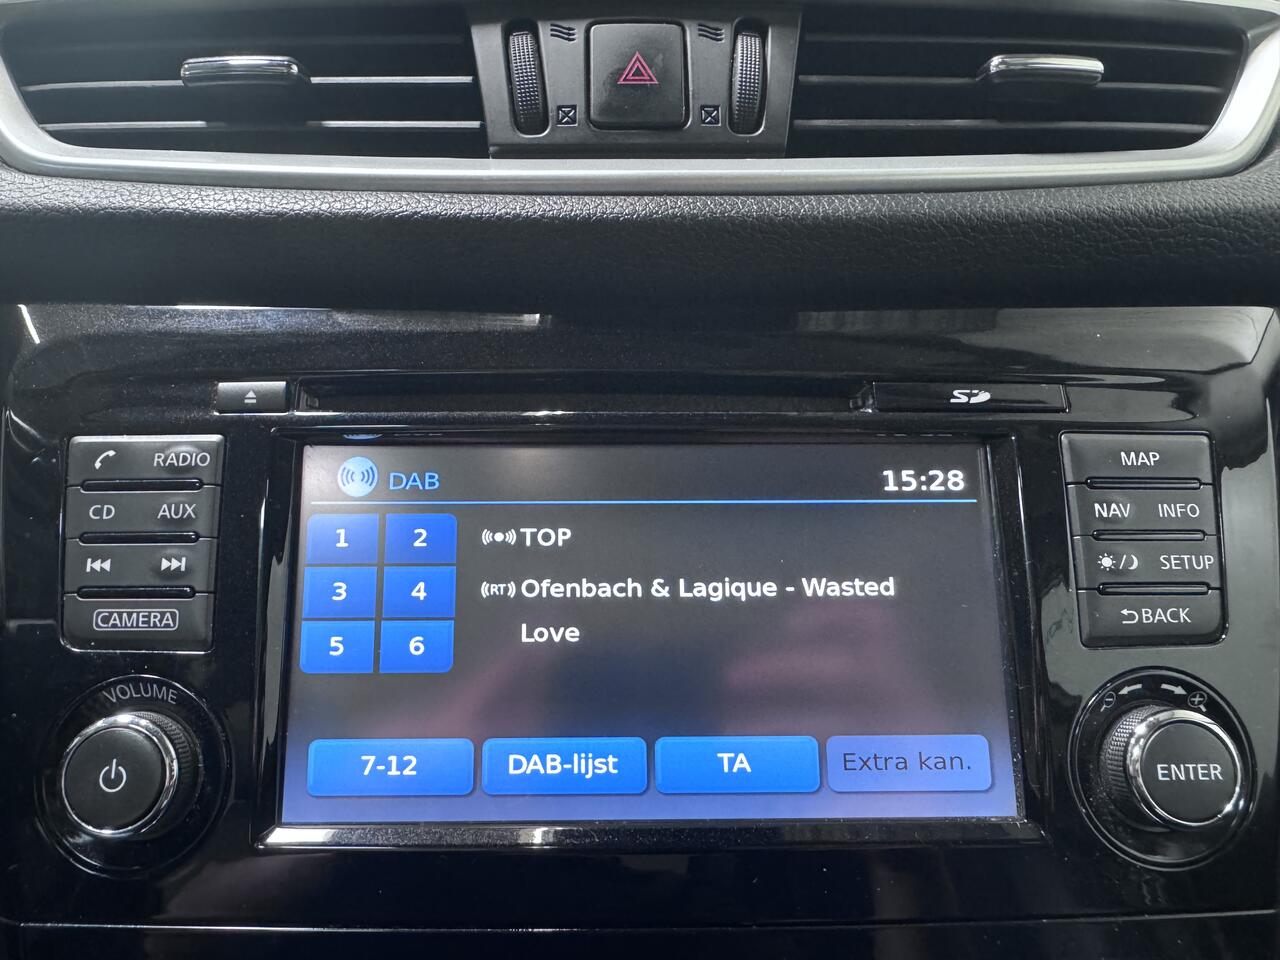 SD
RADIO
CD AUX
CAMERA
VOLUME
DAB 15:28
1 2
3 4
5 6
TOP
RT Ofenbach & Lagique - Wasted
Love
7-12 DAB-lijst TA Extra kan.
MAP
NAV INFO
SETUP
BACK
ENTER